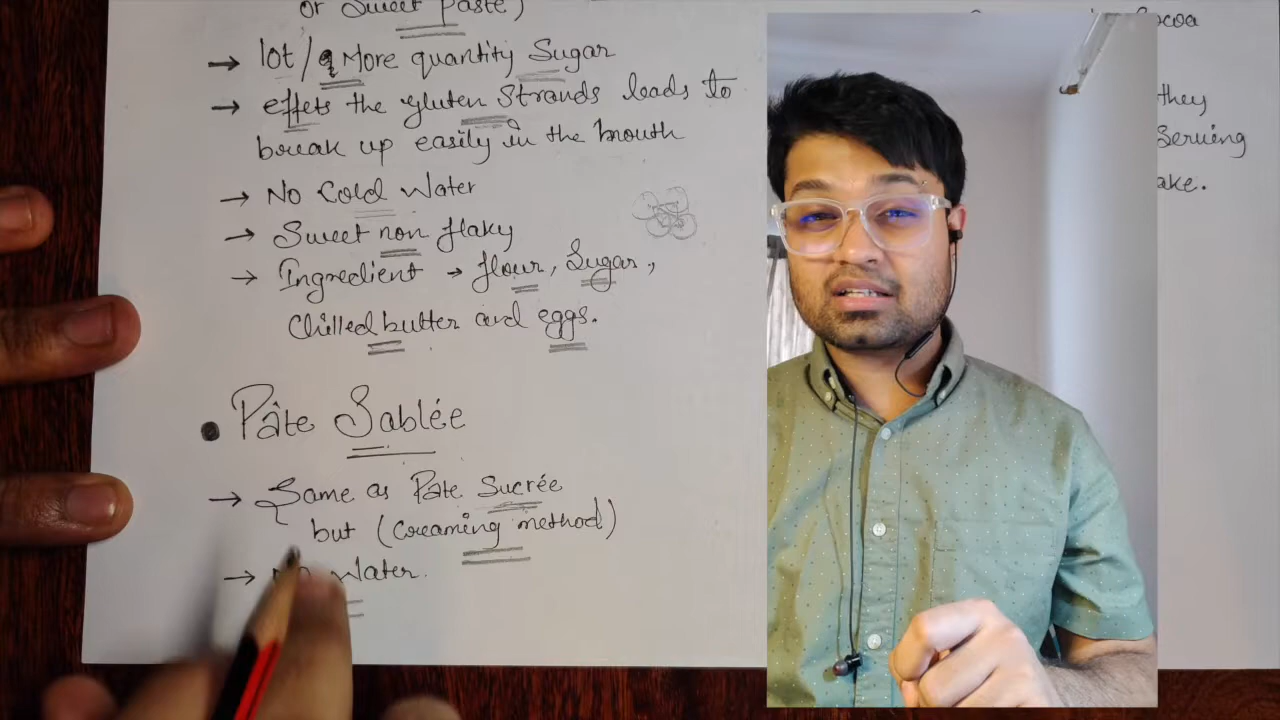 or Sweet Paste)
→ lot / More quantity Sugar
→ effets the gluten Strands leads to
break up easily in the mouth
→ No Cold Water
→ Sweet non flaky
→ Ingredient → flour, Sugar,
Chilled butter and eggs.
• Pâte Sablée
→ Same as Pate Sucrée
but (Creaming method)
→ No Water.
Cocoa
they
Serving
ake.